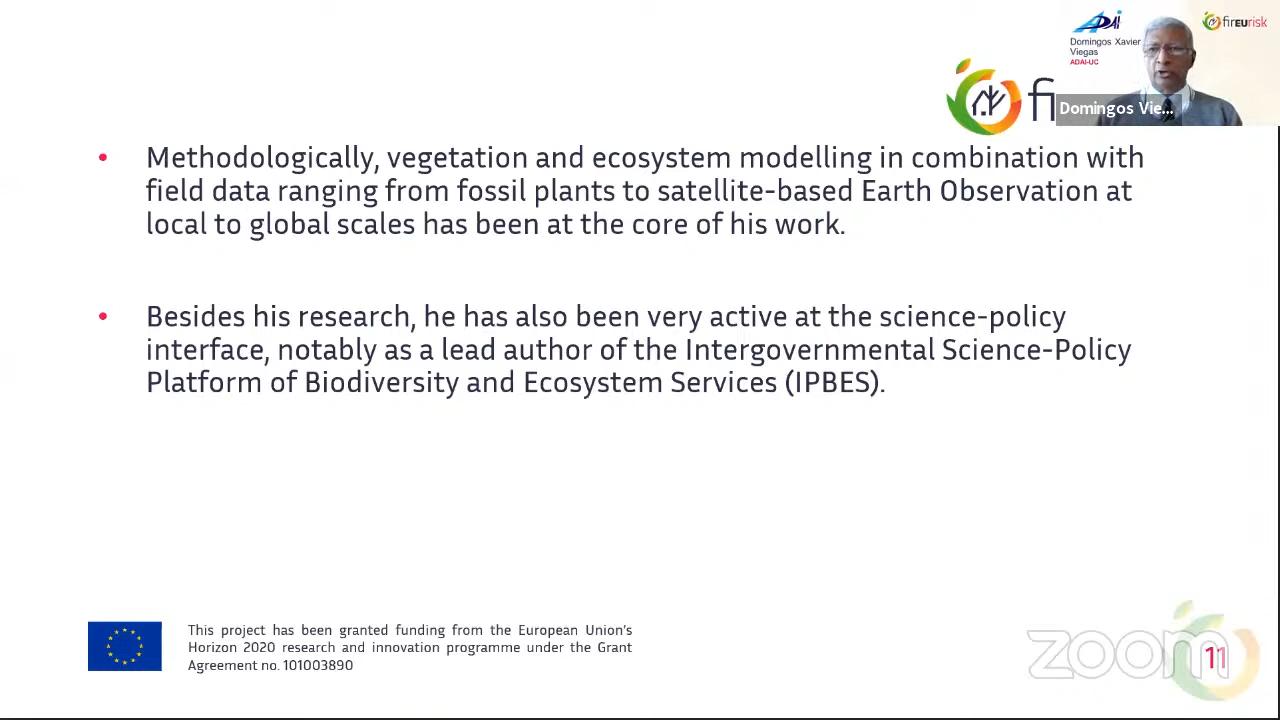 ADAI
Domingos Xavier
Viegas
ADAI-UC
fireurisk
fi
Domingos Vie...
• Methodologically, vegetation and ecosystem modelling in combination with
field data ranging from fossil plants to satellite-based Earth Observation at
local to global scales has been at the core of his work.
• Besides his research, he has also been very active at the science-policy
interface, notably as a lead author of the Intergovernmental Science-Policy
Platform of Biodiversity and Ecosystem Services (IPBES).
This project has been granted funding from the European Union's
Horizon 2020 research and innovation programme under the Grant
Agreement no. 101003890
zoom
11